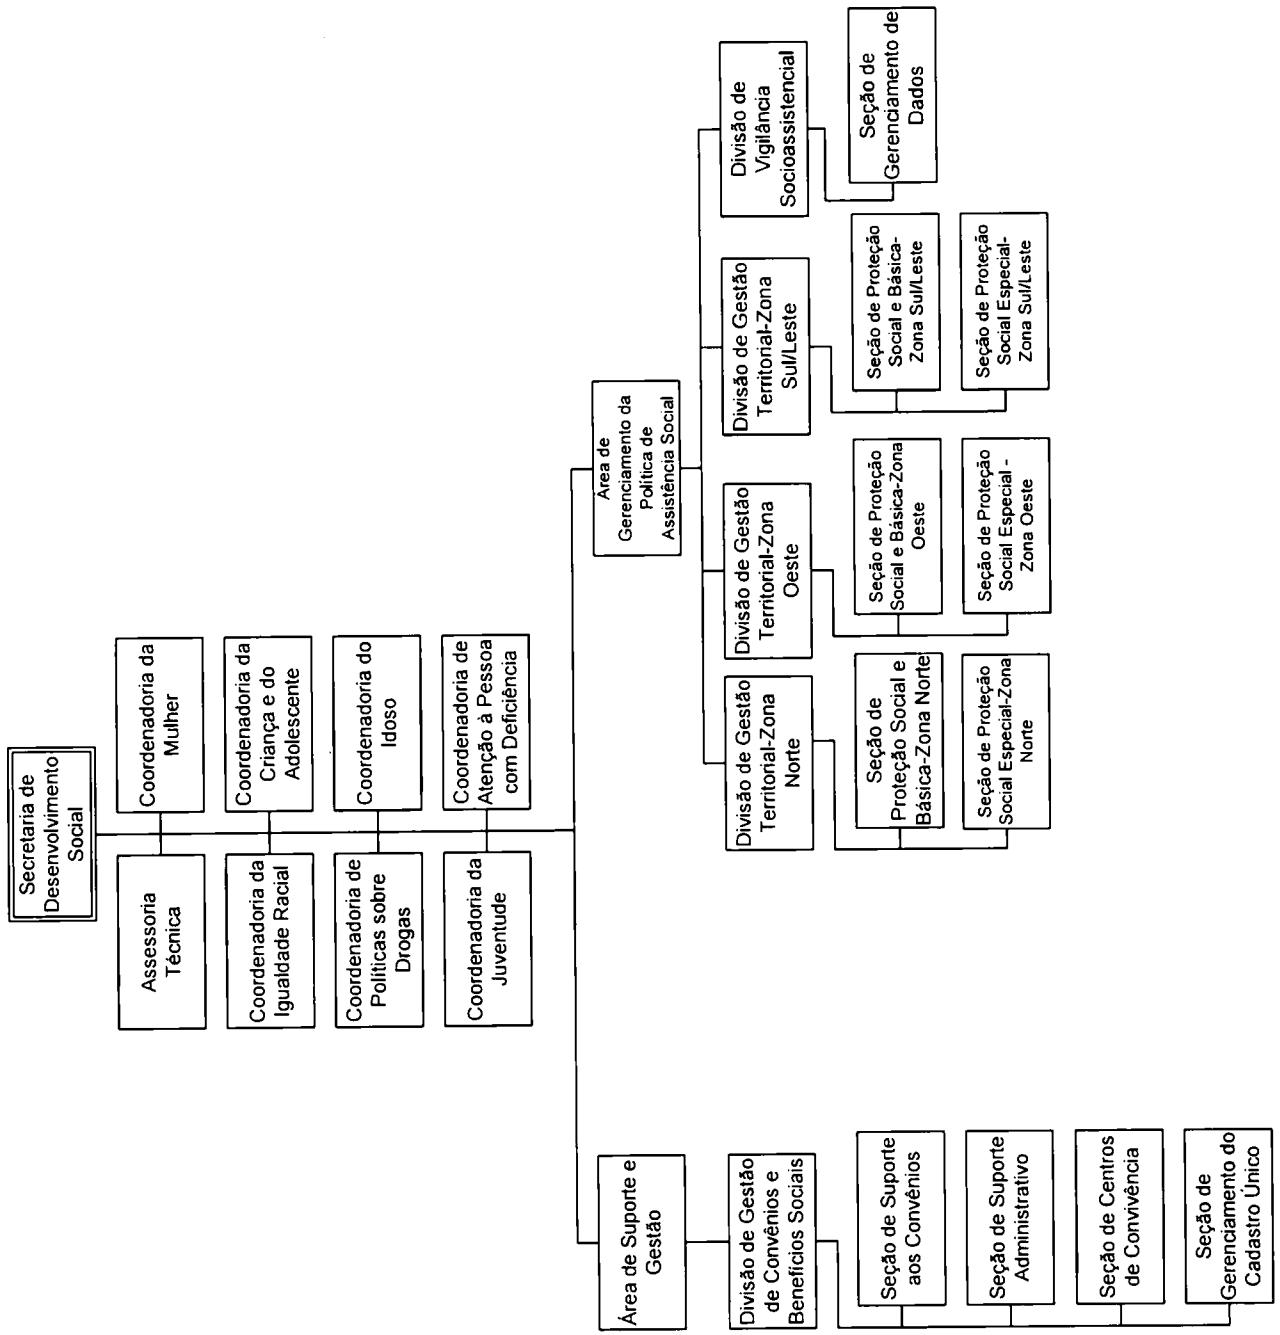 Secretaria de
Desenvolvimento
Social
Assessoria
Técnica
Coordenadoria da
Mulher
Coordenadoria da
Igualdade Racial
Coordenadoria da
Criança e do
Adolescente
Coordenadoria de
Políticas sobre
Drogas
Coordenadoria do
Idoso
Coordenadoria da
Juventude
Coordenadoria de
Atenção à Pessoa
com Deficiência
Área de Suporte e
Gestão
Divisão de Gestão
de Convênios e
Benefícios Sociais
Seção de Suporte
aos Convênios
Seção de Suporte
Administrativo
Seção de Centros
de Convivência
Seção de
Gerenciamento do
Cadastro Único
Área de
Gerenciamento da
Política de
Assistência Social
Divisão de Gestão
Territorial-Zona
Norte
Seção de
Proteção Social e
Básica-Zona Norte
Seção de Proteção
Social Especial-Zona
Norte
Divisão de Gestão
Territorial-Zona
Oeste
Seção de Proteção
Social e Básica-Zona
Oeste
Seção de Proteção
Social Especial -
Zona Oeste
Divisão de Gestão
Territorial-Zona
Sul/Leste
Seção de Proteção
Social e Básica-
Zona Sul/Leste
Seção de Proteção
Social Especial-
Zona Sul/Leste
Divisão de
Vigilância
Socioassistencial
Seção de
Gerenciamento de
Dados